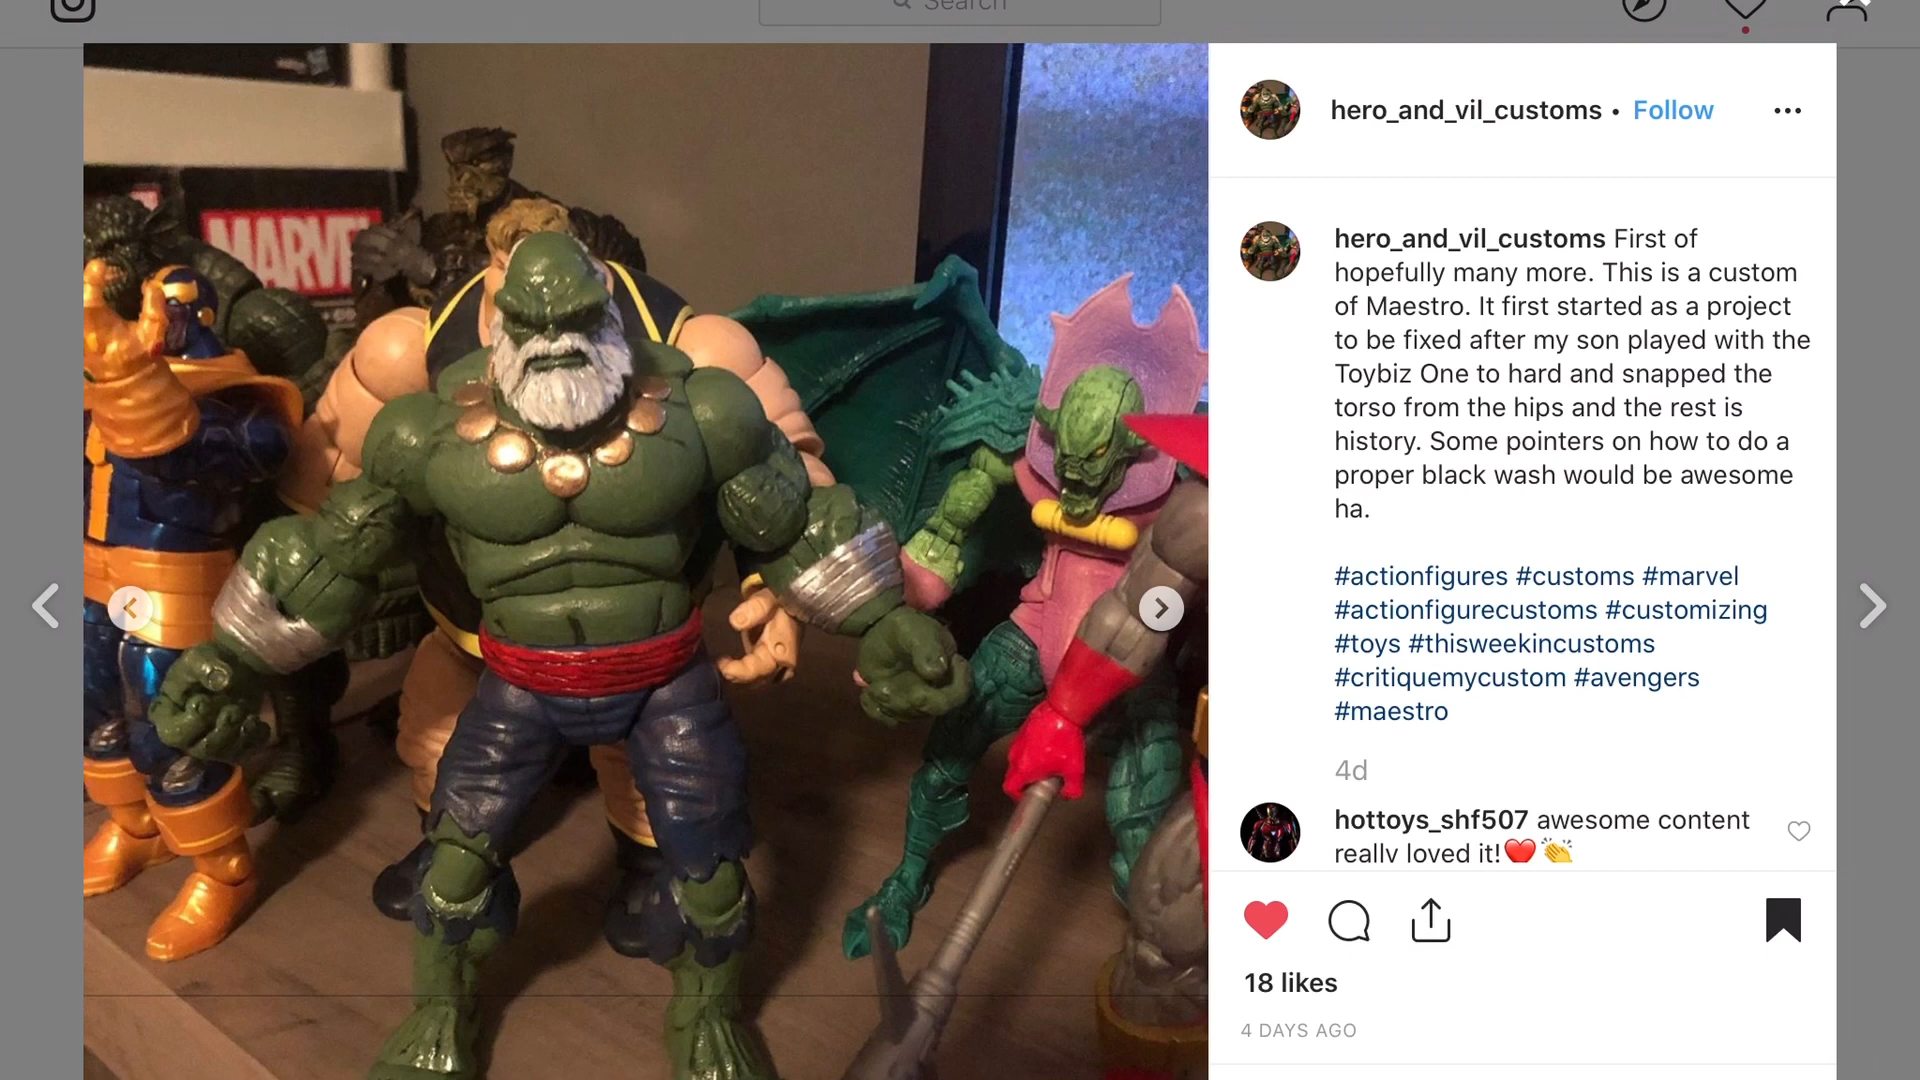 Search
MARVEL
hero_and_vil_customs • Follow
hero_and_vil_customs First of
hopefully many more. This is a custom
of Maestro. It first started as a project
to be fixed after my son played with the
Toybiz One to hard and snapped the
torso from the hips and the rest is
history. Some pointers on how to do a
proper black wash would be awesome
ha.
#actionfigures #customs #marvel
#actionfigurecustoms #customizing
#toys #thisweekincustoms
#critiquemycustom #avengers
#maestro
4d
hottoys_shf507 awesome content
really loved it!❤️👏
18 likes
4 DAYS AGO